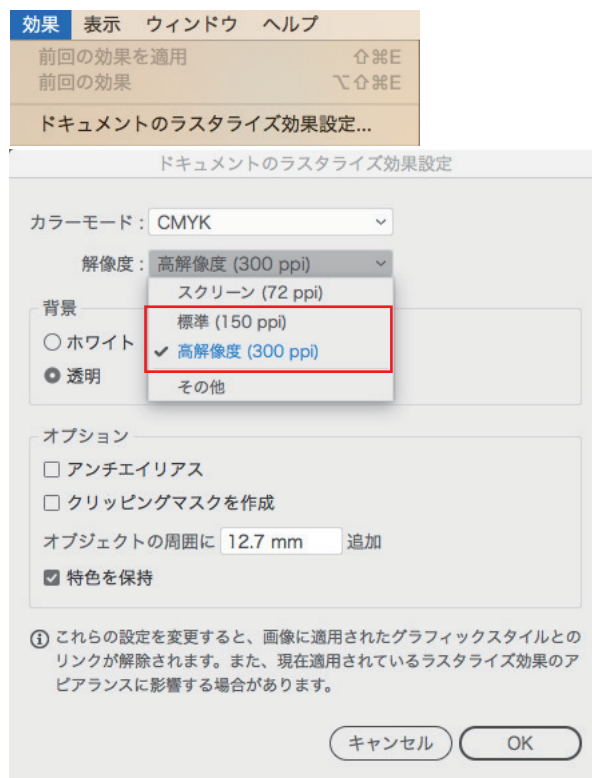 効果 表示 ウィンドウ ヘルプ
前回の効果を適用 ⇧⌘E
前回の効果 ⌥⇧⌘E
ドキュメントのラスタライズ効果設定...
ドキュメントのラスタライズ効果設定
カラーモード : CMYK
解像度 : 高解像度 (300 ppi)
スクリーン (72 ppi)
背景
標準 (150 ppi)
ホワイト
高解像度 (300 ppi)
透明
その他
オプション
アンチエイリアス
クリッピングマスクを作成
オブジェクトの周囲に 12.7 mm 追加
特色を保持
これらの設定を変更すると、画像に適用されたグラフィックスタイルとの
リンクが解除されます。また、現在適用されているラスタライズ効果のア
ピアランスに影響する場合があります。
キャンセル OK